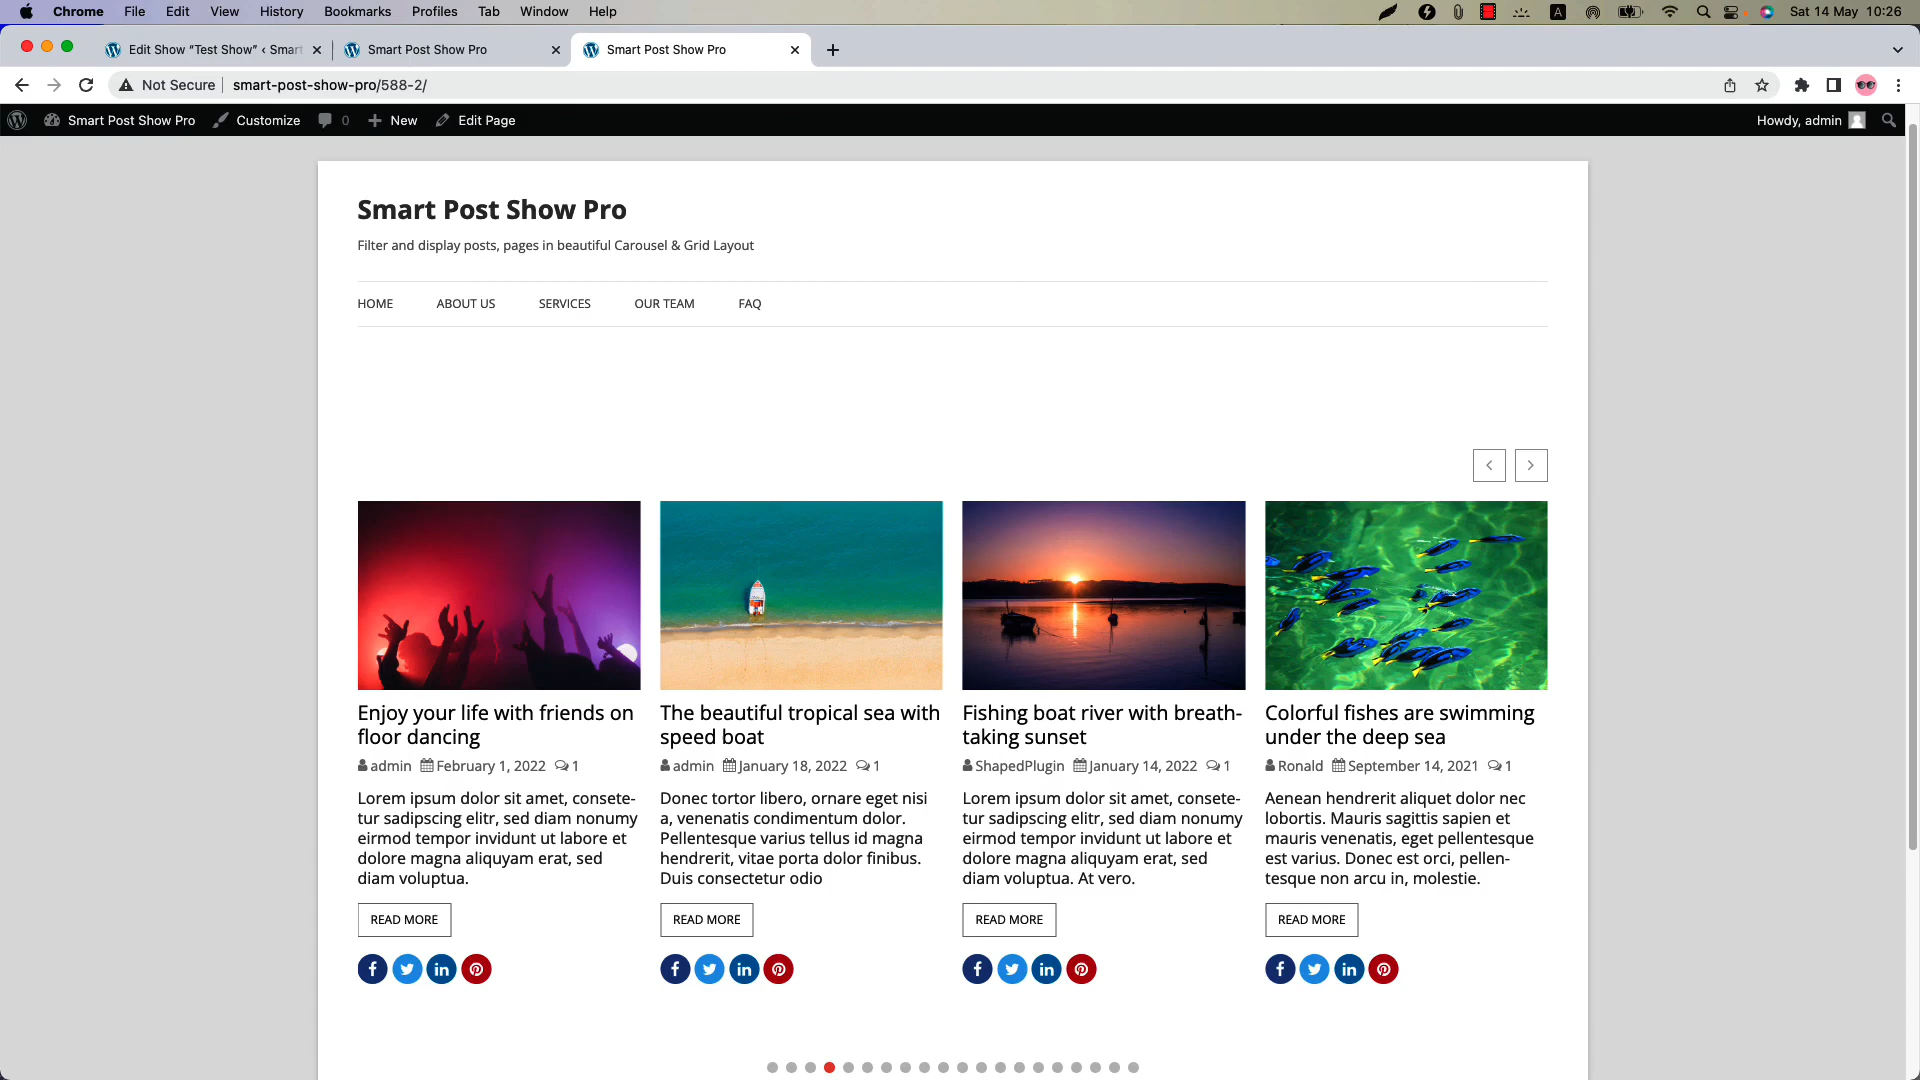 Chrome File Edit View History Bookmarks Profiles Tab Window Help A Sat 14 May 10:26
Edit Show “Test Show” ‹ Smart
Smart Post Show Pro
Smart Post Show Pro
Not Secure smart-post-show-pro/588-2/
Smart Post Show Pro Customize 0 New Edit Page Howdy, admin
Smart Post Show Pro
Filter and display posts, pages in beautiful Carousel & Grid Layout
HOME ABOUT US SERVICES OUR TEAM FAQ
Enjoy your life with friends on
floor dancing
admin February 1, 2022 1
Lorem ipsum dolor sit amet, consete-
tur sadipscing elitr, sed diam nonumy
eirmod tempor invidunt ut labore et
dolore magna aliquyam erat, sed
diam voluptua.
READ MORE
The beautiful tropical sea with
speed boat
admin January 18, 2022 1
Donec tortor libero, ornare eget nisi
a, venenatis condimentum dolor.
Pellentesque varius tellus id magna
hendrerit, vitae porta dolor finibus.
Duis consectetur odio
READ MORE
Fishing boat river with breath-
taking sunset
ShapedPlugin January 14, 2022 1
Lorem ipsum dolor sit amet, consete-
tur sadipscing elitr, sed diam nonumy
eirmod tempor invidunt ut labore et
dolore magna aliquyam erat, sed
diam voluptua. At vero.
READ MORE
Colorful fishes are swimming
under the deep sea
Ronald September 14, 2021 1
Aenean hendrerit aliquet dolor nec
lobortis. Mauris sagittis sapien et
mauris venenatis, eget pellentesque
est varius. Donec est orci, pellen-
tesque non arcu in, molestie.
READ MORE